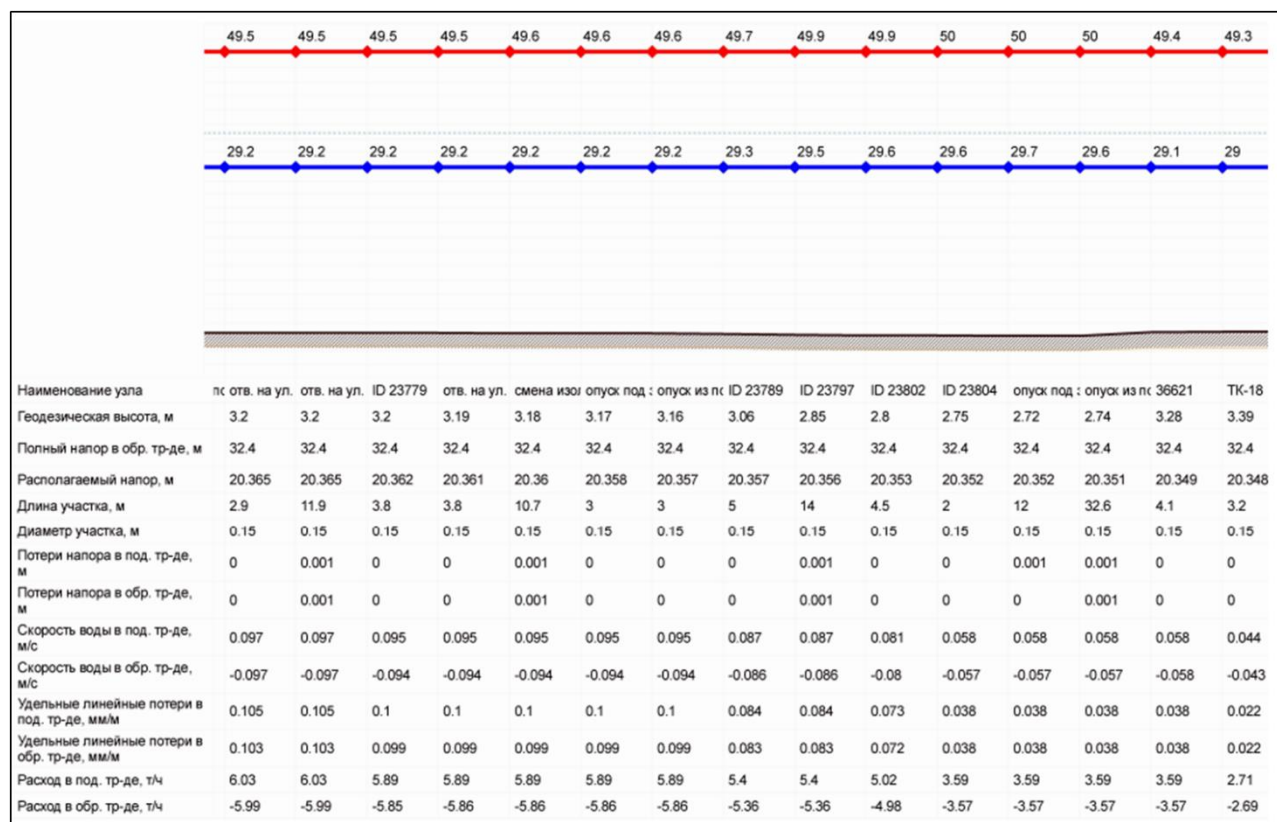 49.5 49.5 49.5 49.5 49.6 49.6 49.6 49.7 49.9 49.9 50 50 50 49.4 49.3
29.2 29.2 29.2 29.2 29.2 29.2 29.2 29.3 29.5 29.6 29.6 29.7 29.6 29.1 29
Наименование узла пс отв. на ул. отв. на ул. ID 23779 отв. на ул. смена изол опуск под з опуск из пс ID 23789 ID 23797 ID 23802 ID 23804 опуск под з опуск из пс 36621 ТК-18
Геодезическая высота, м 3.2 3.2 3.2 3.19 3.18 3.17 3.16 3.06 2.85 2.8 2.75 2.72 2.74 3.28 3.39
Полный напор в обр. тр-де, м 32.4 32.4 32.4 32.4 32.4 32.4 32.4 32.4 32.4 32.4 32.4 32.4 32.4 32.4 32.4
Располагаемый напор, м 20.365 20.365 20.362 20.361 20.36 20.358 20.357 20.357 20.356 20.353 20.352 20.352 20.351 20.349 20.348
Длина участка, м 2.9 11.9 3.8 3.8 10.7 3 3 5 14 4.5 2 12 32.6 4.1 3.2
Диаметр участка, м 0.15 0.15 0.15 0.15 0.15 0.15 0.15 0.15 0.15 0.15 0.15 0.15 0.15 0.15 0.15
Потери напора в под. тр-де,
м 0 0.001 0 0 0.001 0 0 0 0.001 0 0 0.001 0.001 0 0
Потери напора в обр. тр-де,
м 0 0.001 0 0 0.001 0 0 0 0.001 0 0 0 0.001 0 0
Скорость воды в под. тр-де,
м/с 0.097 0.097 0.095 0.095 0.095 0.095 0.095 0.087 0.087 0.081 0.058 0.058 0.058 0.058 0.044
Скорость воды в обр. тр-де,
м/с -0.097 -0.097 -0.094 -0.094 -0.094 -0.094 -0.094 -0.086 -0.086 -0.08 -0.057 -0.057 -0.057 -0.058 -0.043
Удельные линейные потери в
под. тр-де, мм/м 0.105 0.105 0.1 0.1 0.1 0.1 0.1 0.084 0.084 0.073 0.038 0.038 0.038 0.038 0.022
Удельные линейные потери в
обр. тр-де, мм/м 0.103 0.103 0.099 0.099 0.099 0.099 0.099 0.083 0.083 0.072 0.038 0.038 0.038 0.038 0.022
Расход в под. тр-де, т/ч 6.03 6.03 5.89 5.89 5.89 5.89 5.89 5.4 5.4 5.02 3.59 3.59 3.59 3.59 2.71
Расход в обр. тр-де, т/ч -5.99 -5.99 -5.85 -5.86 -5.86 -5.86 -5.86 -5.36 -5.36 -4.98 -3.57 -3.57 -3.57 -3.57 -2.69